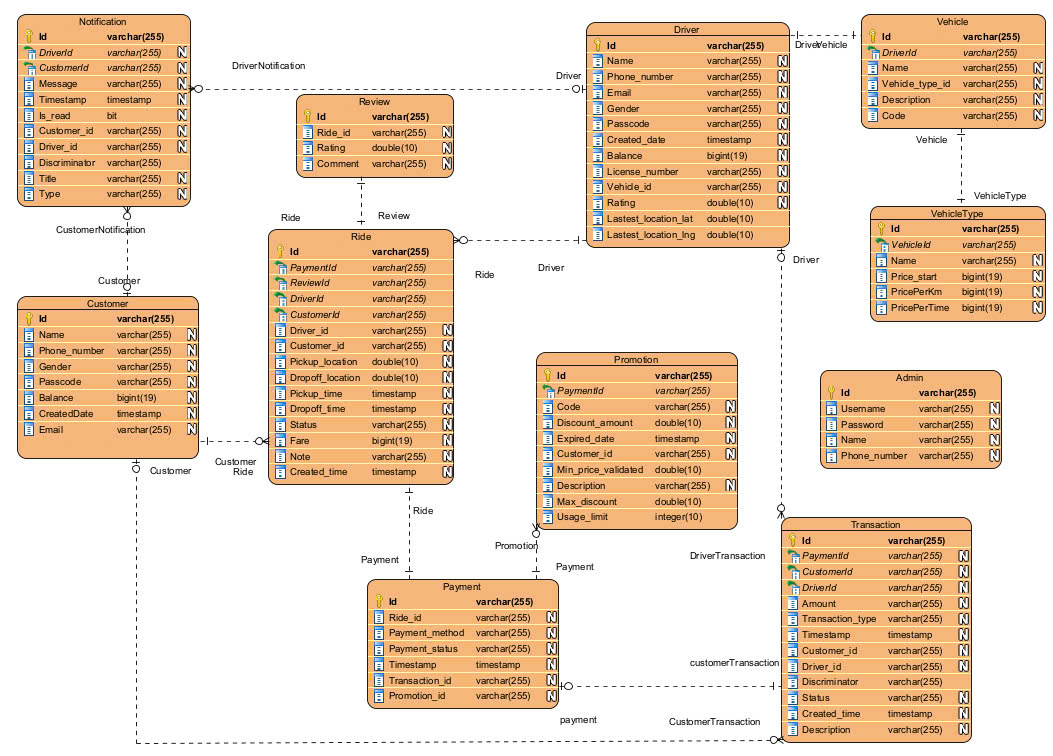 Notification
Id varchar(255)
DriverId varchar(255) N
CustomerId varchar(255) N
Message varchar(255) N
Timestamp timestamp N
Is_read bit N
Customer_id varchar(255) N
Driver_id varchar(255) N
Discriminator varchar(255)
Title varchar(255) N
Type varchar(255) N
DriverNotification
Driver
Review
Id varchar(255)
Ride_id varchar(255) N
Rating double(10) N
Comment varchar(255) N
Driver
Id varchar(255)
Name varchar(255) N
Phone_number varchar(255) N
Email varchar(255) N
Gender varchar(255) N
Passcode varchar(255) N
Created_date timestamp N
Balance bigint(19) N
License_number varchar(255) N
Vehicle_id varchar(255) N
Rating double(10) N
Lastest_location_lat double(10)
Lastest_location_lng double(10)
Driver
Vehicle
Vehicle
Id varchar(255)
DriverId varchar(255)
Name varchar(255) N
Vehicle_type_id varchar(255) N
Description varchar(255) N
Code varchar(255) N
Vehicle
VehicleType
VehicleType
Id varchar(255)
VehicleId varchar(255)
Name varchar(255) N
Price_start bigint(19) N
PricePerKm bigint(19) N
PricePerTime bigint(19) N
CustomerNotification
Customer
Ride
Review
Customer
Id varchar(255)
Name varchar(255) N
Phone_number varchar(255) N
Gender varchar(255) N
Passcode varchar(255) N
Balance bigint(19) N
CreatedDate timestamp N
Email varchar(255) N
Ride
Id varchar(255)
PaymentId varchar(255)
ReviewId varchar(255)
DriverId varchar(255)
CustomerId varchar(255)
Driver_id varchar(255) N
Customer_id varchar(255) N
Pickup_location double(10) N
Dropoff_location double(10) N
Pickup_time timestamp N
Dropoff_time timestamp N
Status varchar(255) N
Fare bigint(19) N
Note varchar(255) N
Created_time timestamp N
Ride
Driver
Driver
Customer
Ride
Customer
Promotion
Id varchar(255)
PaymentId varchar(255)
Code varchar(255) N
Discount_amount double(10) N
Expired_date timestamp N
Customer_id varchar(255) N
Min_price_validated double(10)
Description varchar(255) N
Max_discount double(10)
Usage_limit integer(10)
Admin
Id varchar(255)
Username varchar(255) N
Password varchar(255) N
Name varchar(255) N
Phone_number varchar(255) N
Ride
Payment
Promotion
Payment
DriverTransaction
Payment
Id varchar(255)
Ride_id varchar(255) N
Payment_method varchar(255) N
Payment_status varchar(255) N
Timestamp timestamp N
Transaction_id varchar(255) N
Promotion_id varchar(255) N
Transaction
Id varchar(255)
PaymentId varchar(255) N
CustomerId varchar(255) N
DriverId varchar(255) N
Amount varchar(255) N
Transaction_type varchar(255) N
Timestamp timestamp N
Customer_id varchar(255) N
Driver_id varchar(255) N
Discriminator varchar(255)
Status varchar(255) N
Created_time timestamp N
Description varchar(255) N
customerTransaction
payment
CustomerTransaction